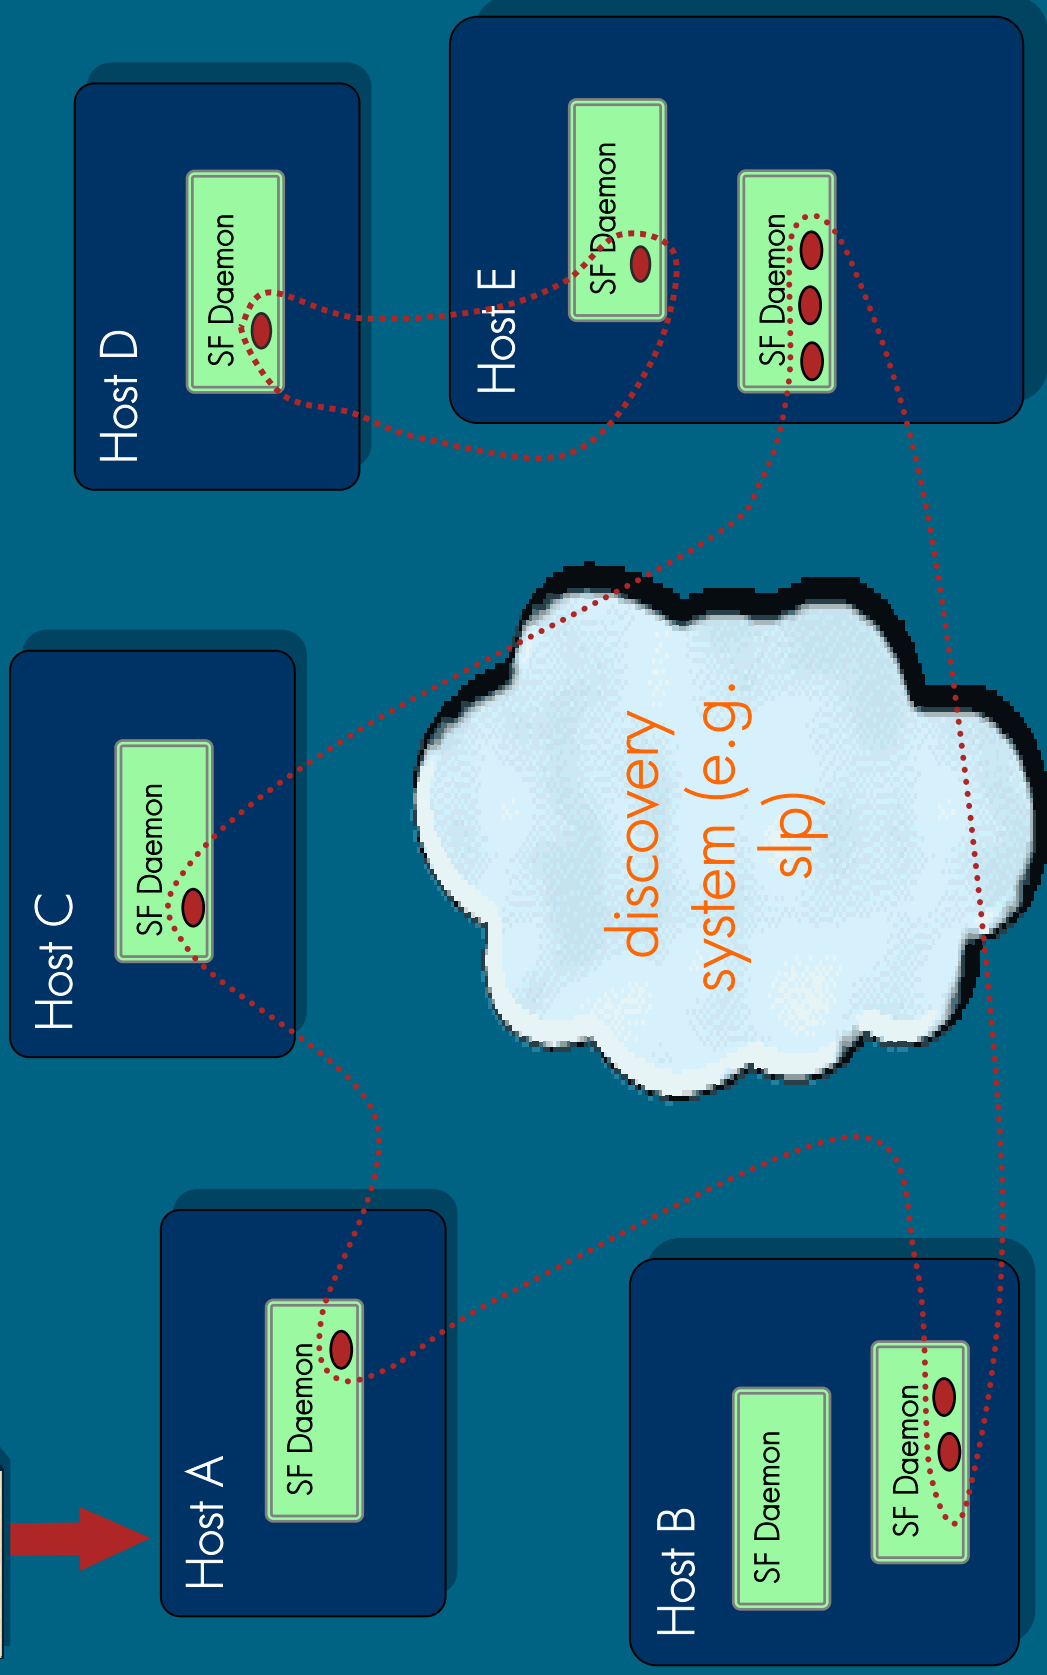 Host A
SF Daemon
Host B
SF Daemon
SF Daemon
Host C
SF Daemon
discovery
system (e.g.
slp)
Host D
SF Daemon
Host E
SF Daemon
SF Daemon